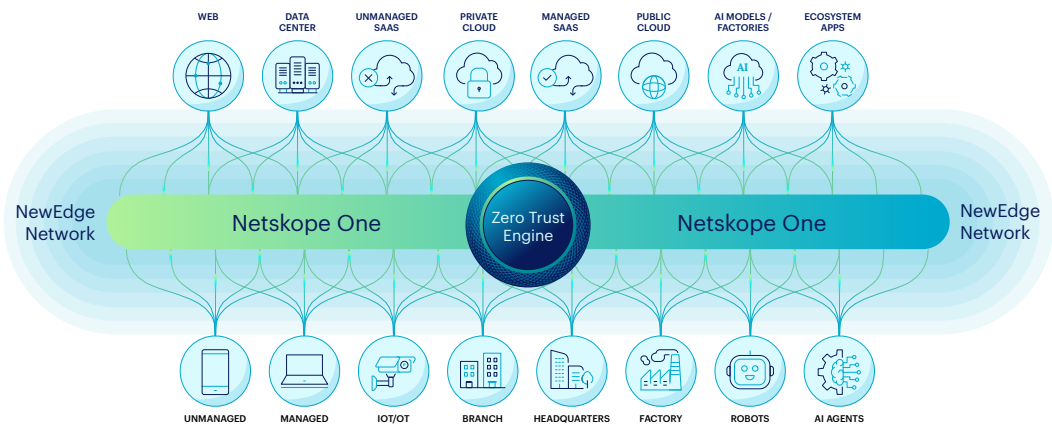 WEB
DATA
CENTER
UNMANAGED
SAAS
PRIVATE
CLOUD
MANAGED
SAAS
PUBLIC
CLOUD
AI MODELS /
FACTORIES
ECOSYSTEM
APPS
AI
NewEdge
Network
Netskope One
Zero Trust
Engine
Netskope One
NewEdge
Network
UNMANAGED
MANAGED
IOT/OT
BRANCH
HEADQUARTERS
FACTORY
ROBOTS
AI AGENTS